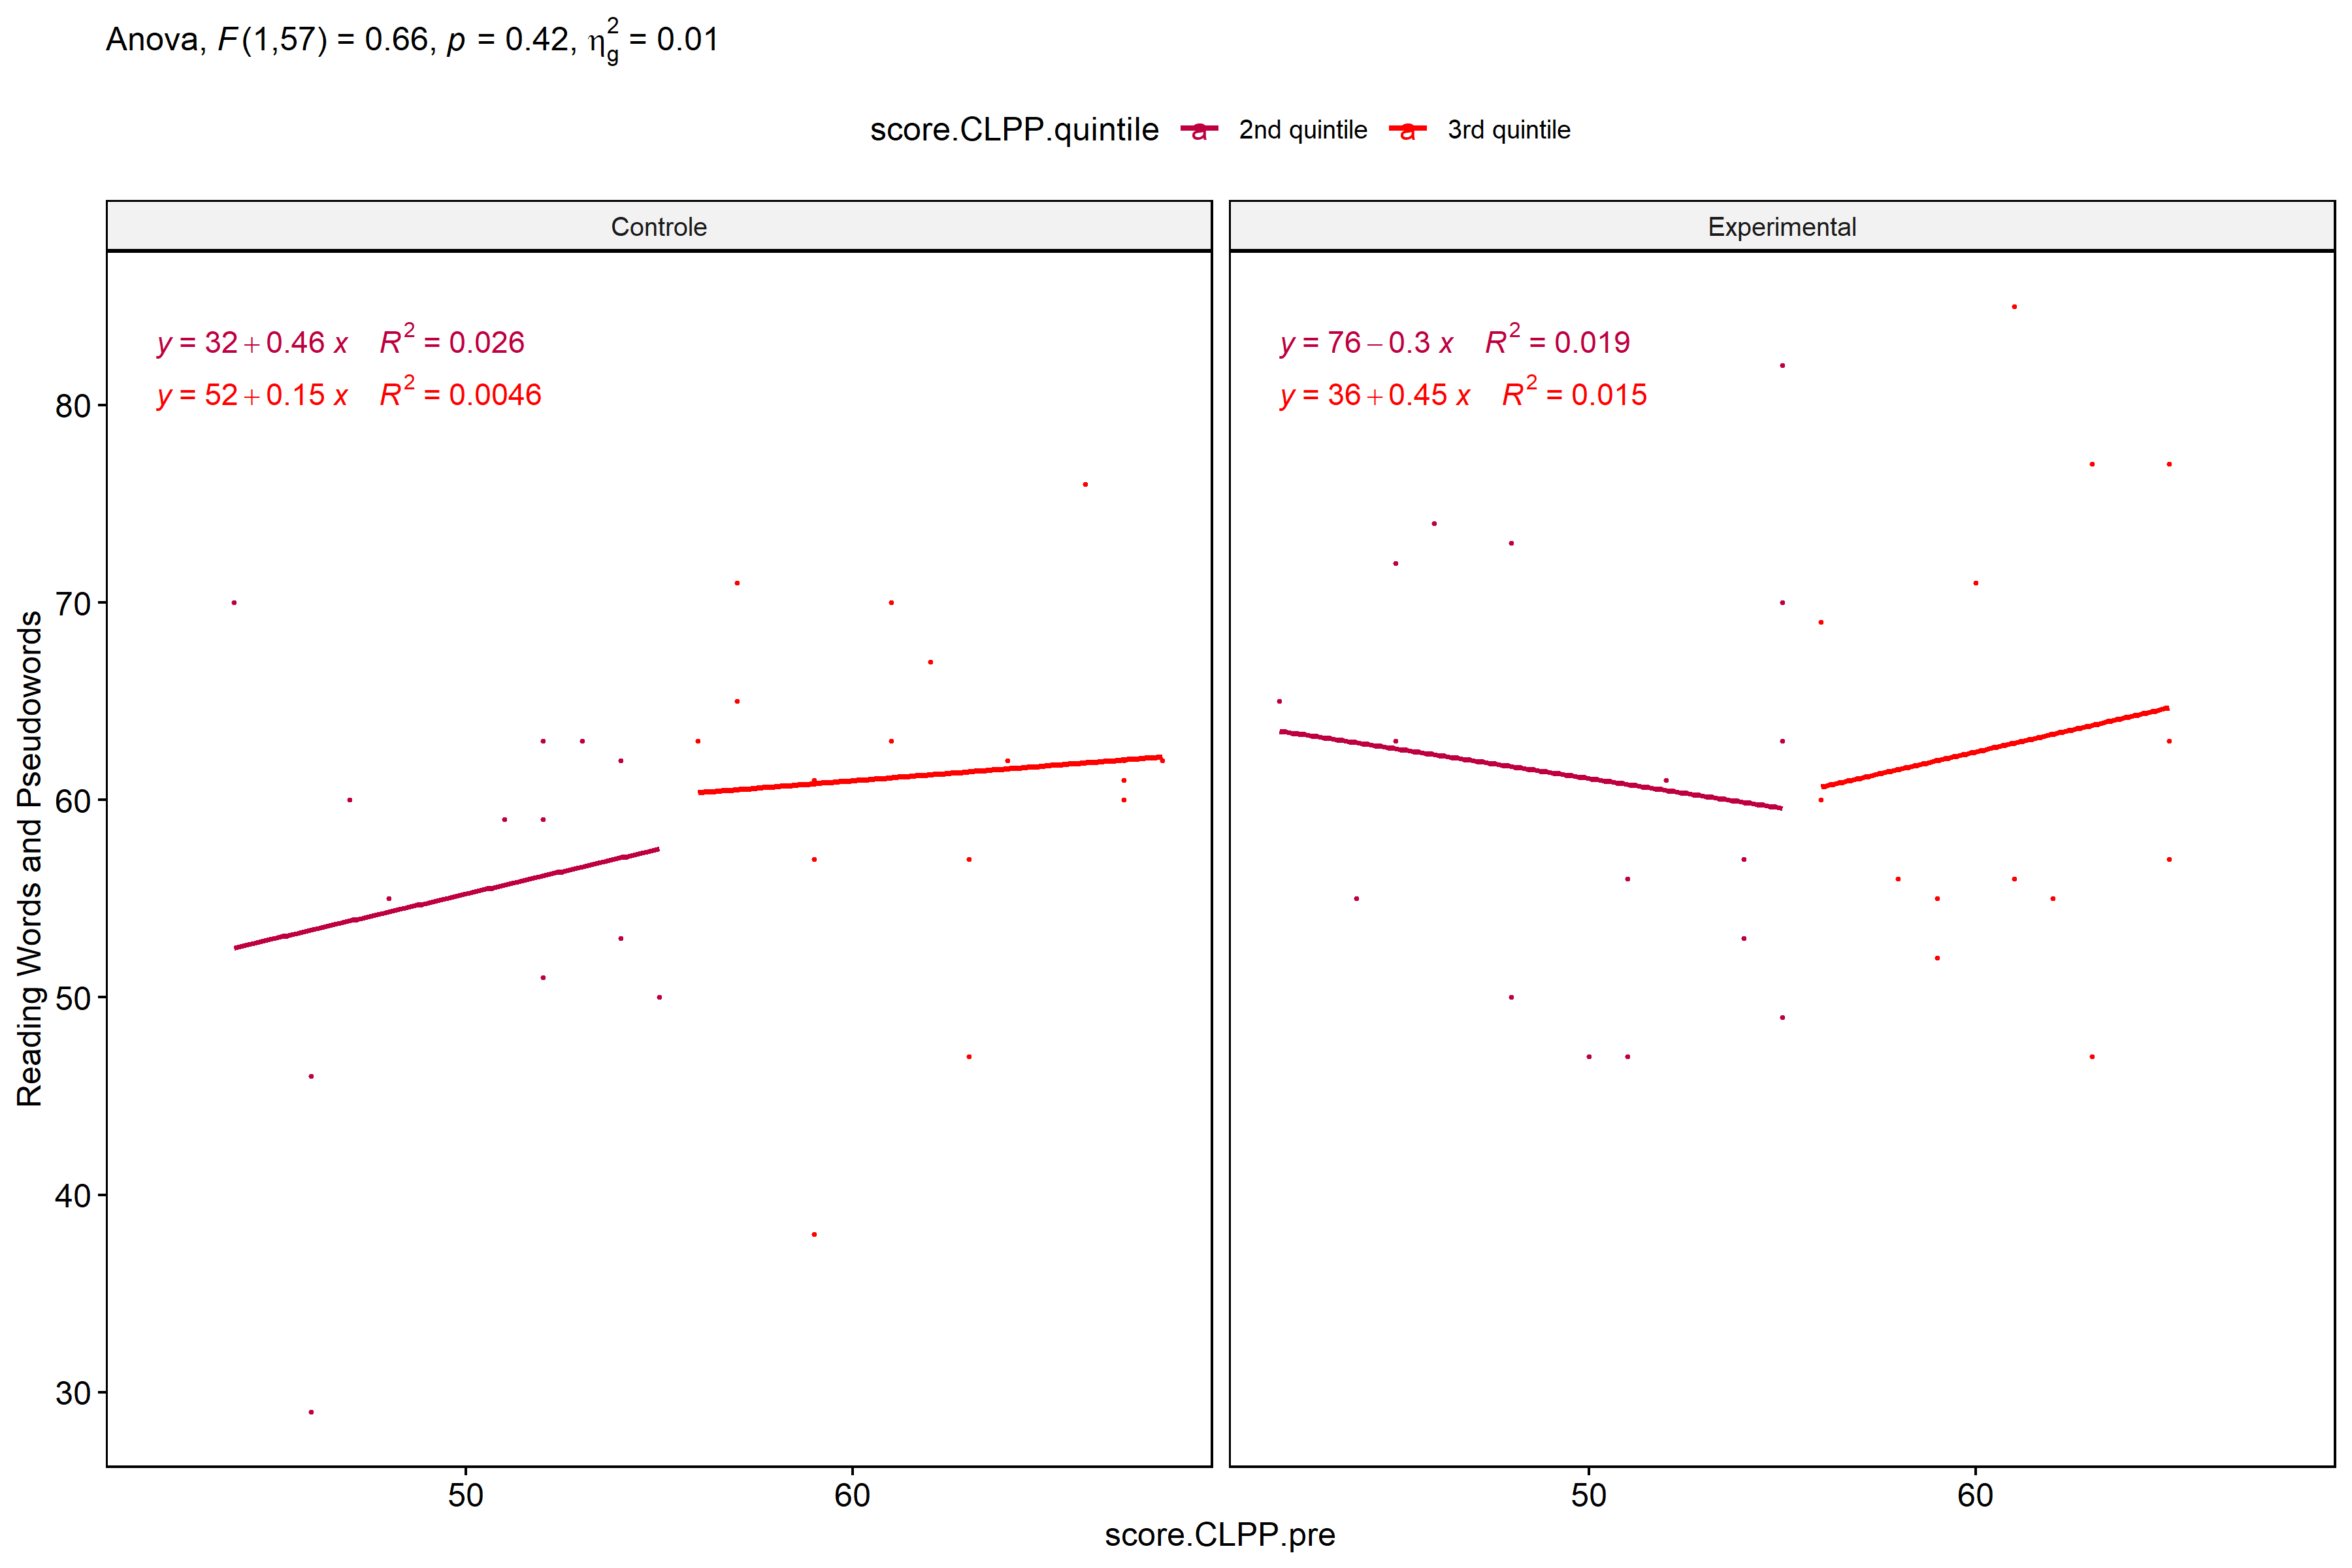 Anova, F(1,57) = 0.66, p = 0.42, η²g = 0.01
score.CLPP.quintile a 2nd quintile a 3rd quintile
Controle
Experimental
y = 32 + 0.46 x R² = 0.026
y = 52 + 0.15 x R² = 0.0046
y = 76 − 0.3 x R² = 0.019
y = 36 + 0.45 x R² = 0.015
Reading Words and Pseudowords
80
70
60
50
40
30
50 60
50 60
score.CLPP.pre